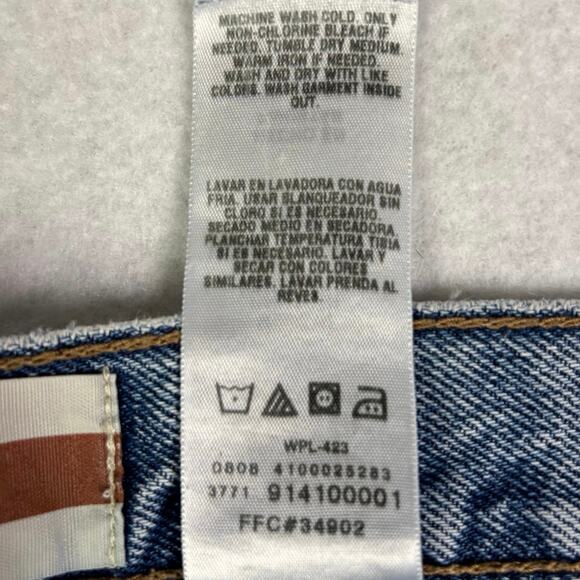 MACHINE WASH COLD. ONLY
NON-CHLORINE BLEACH IF
NEEDED. TUMBLE DRY MEDIUM.
WARM IRON IF NEEDED.
WASH AND DRY WITH LIKE
COLORS. WASH GARMENT INSIDE
OUT.
LAVAR EN LAVADORA CON AGUA
FRIA. USAR BLANQUEADOR SIN
CLORO SI ES NECESARIO.
SECADO MEDIO EN SECADORA.
PLANCHAR TEMPERATURA TIBIA
SI ES NECESARIO. LAVAR Y
SECAR CON COLORES
SIMILARES. LAVAR PRENDA AL
REVES.
WPL-423
0808 4100025283
3771 914100001
FFC#34902